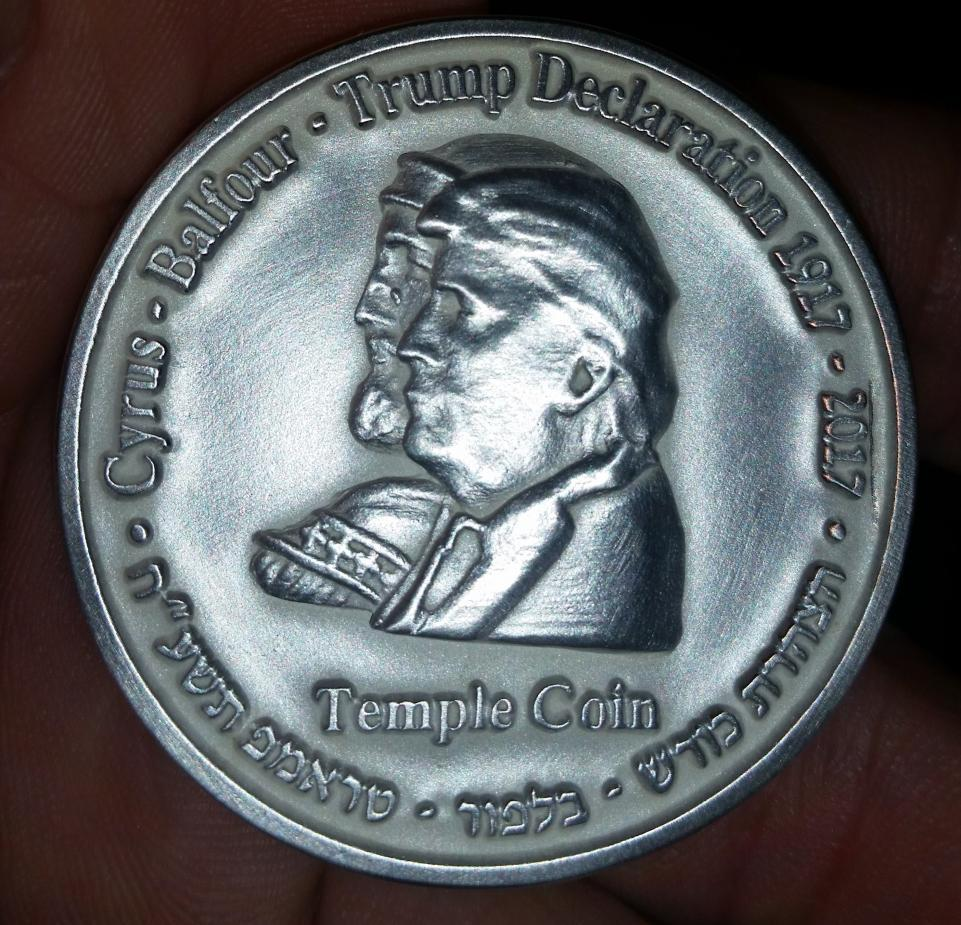 Cyrus - Balfour - Trump Declaration 1917 - 2017
Temple Coin
הצהרת כורש - בלפור - טראמפ תשע״ח